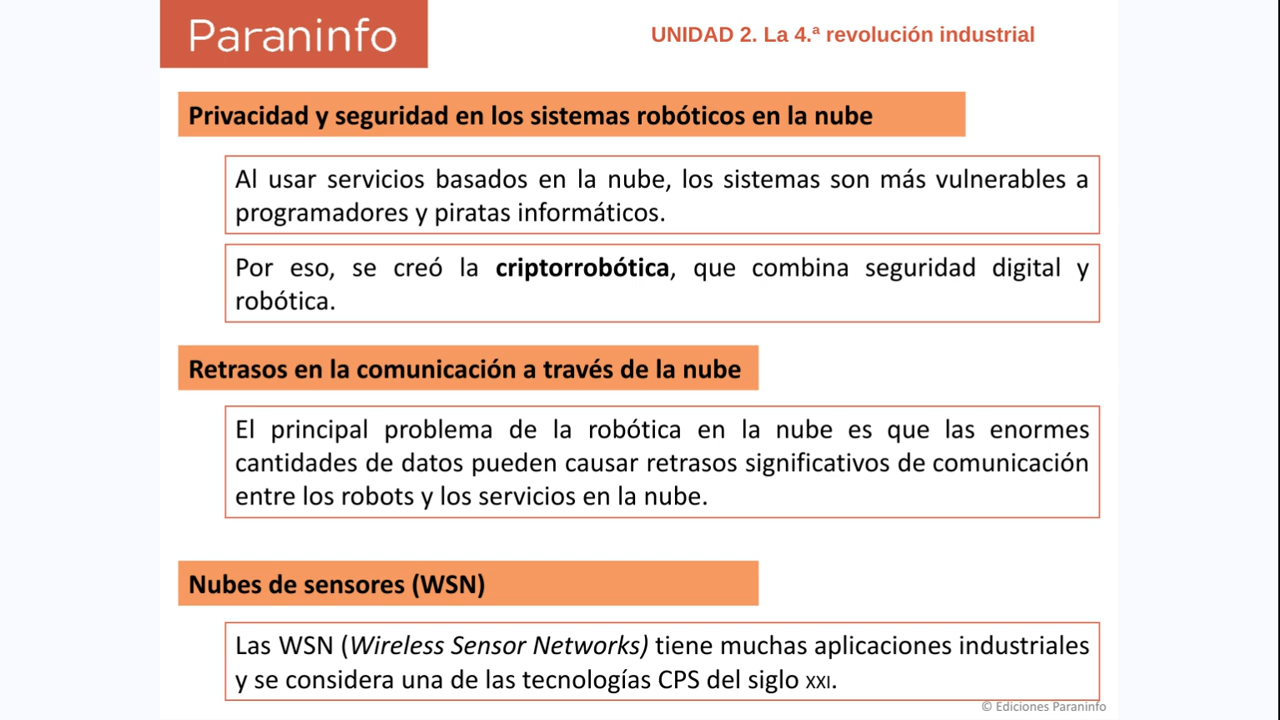 Paraninfo
UNIDAD 2. La 4.ª revolución industrial
Privacidad y seguridad en los sistemas robóticos en la nube
Al usar servicios basados en la nube, los sistemas son más vulnerables a
programadores y piratas informáticos.
Por eso, se creó la criptorrobótica, que combina seguridad digital y
robótica.
Retrasos en la comunicación a través de la nube
El principal problema de la robótica en la nube es que las enormes
cantidades de datos pueden causar retrasos significativos de comunicación
entre los robots y los servicios en la nube.
Nubes de sensores (WSN)
Las WSN (Wireless Sensor Networks) tiene muchas aplicaciones industriales
y se considera una de las tecnologías CPS del siglo XXI.
© Ediciones Paraninfo